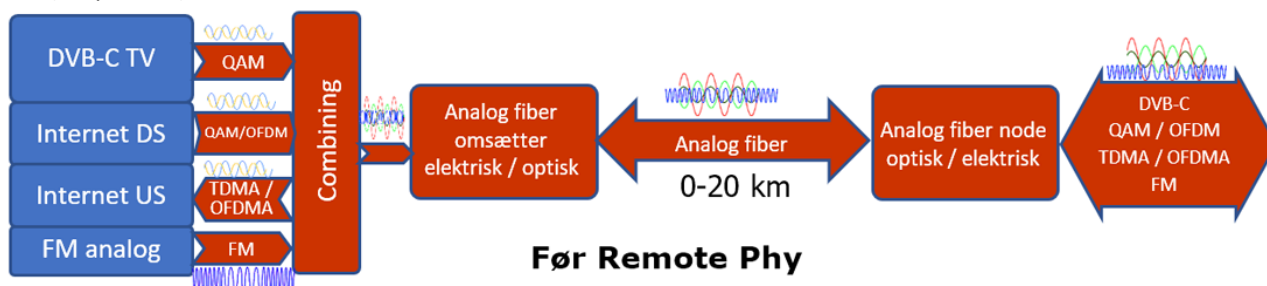 DVB-C TV
QAM
Internet DS
QAM/OFDM
Internet US
TDMA /
OFDMA
FM analog
FM
Combining
Analog fiber
omsætter
elektrisk / optisk
Analog fiber
0-20 km
Analog fiber node
optisk / elektrisk
DVB-C
QAM / OFDM
TDMA / OFDMA
FM
Før Remote Phy